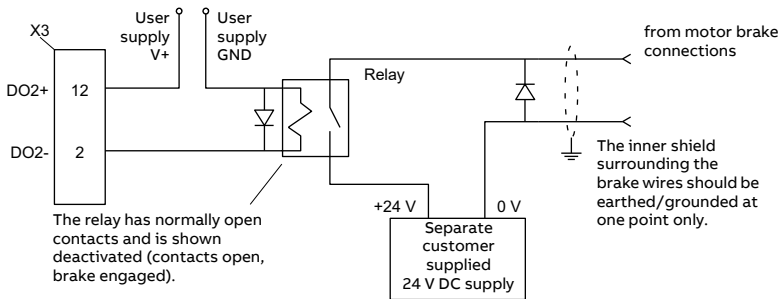 X3
User
supply
V+
User
supply
GND
from motor brake
connections
Relay
DO2+
12
DO2-
2
The inner shield
surrounding the
brake wires should be
earthed/grounded at
one point only.
The relay has normally open
contacts and is shown
deactivated (contacts open,
brake engaged).
+24 V
0 V
Separate
customer
supplied
24 V DC supply